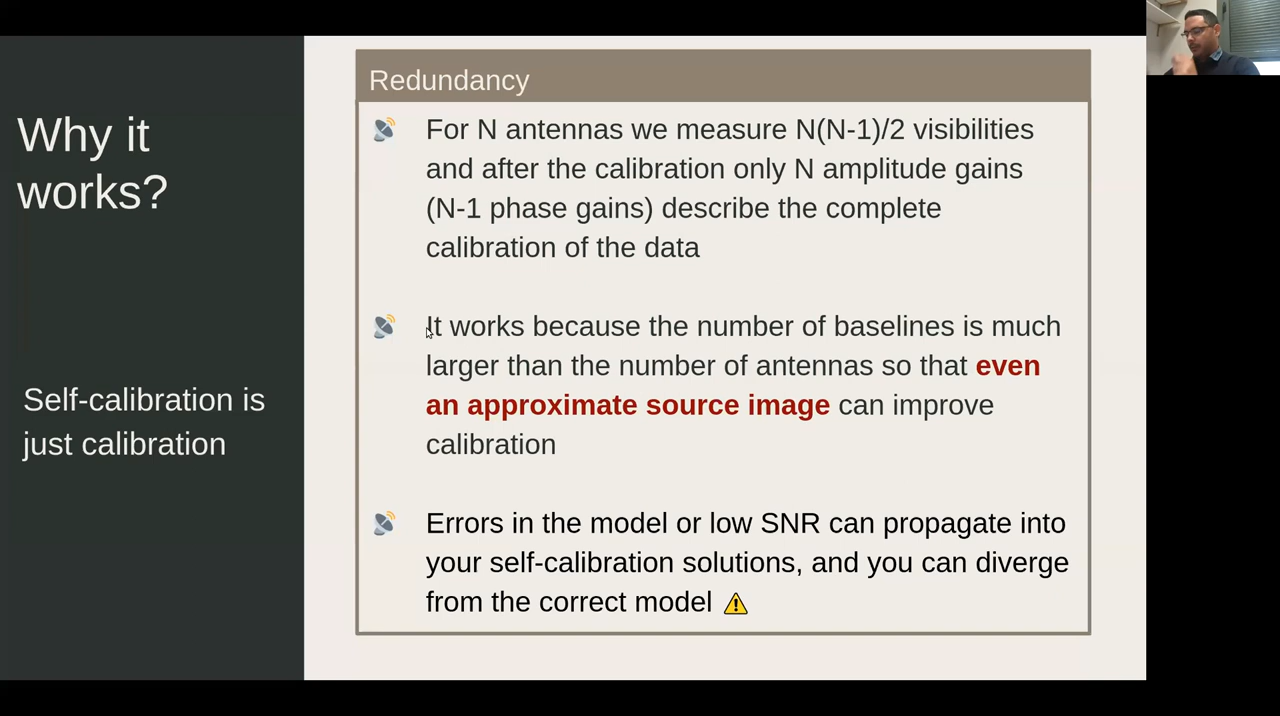 Why it
works?
Self-calibration is
just calibration
Redundancy
For N antennas we measure N(N-1)/2 visibilities
and after the calibration only N amplitude gains
(N-1 phase gains) describe the complete
calibration of the data
It works because the number of baselines is much
larger than the number of antennas so that even
an approximate source image can improve
calibration
Errors in the model or low SNR can propagate into
your self-calibration solutions, and you can diverge
from the correct model